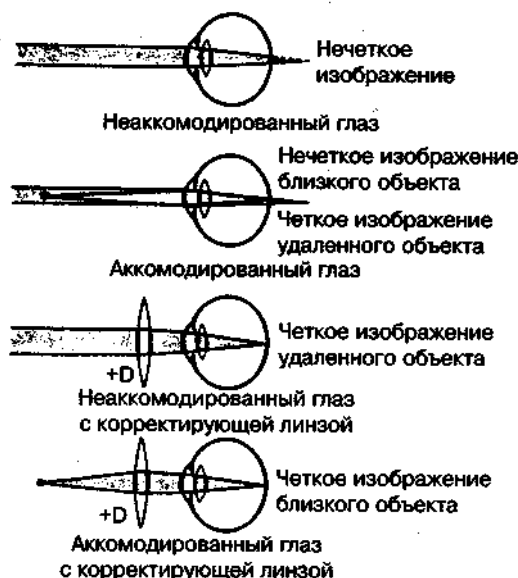 Нечеткое
изображение
Неаккомодированный глаз
Нечеткое изображение
близкого объекта
Четкое изображение
удаленного объекта
Аккомодированный глаз
Четкое изображение
удаленного объекта
+D
Неаккомодированный глаз
с корректирующей линзой
Четкое изображение
близкого объекта
+D
Аккомодированный глаз
с корректирующей линзой